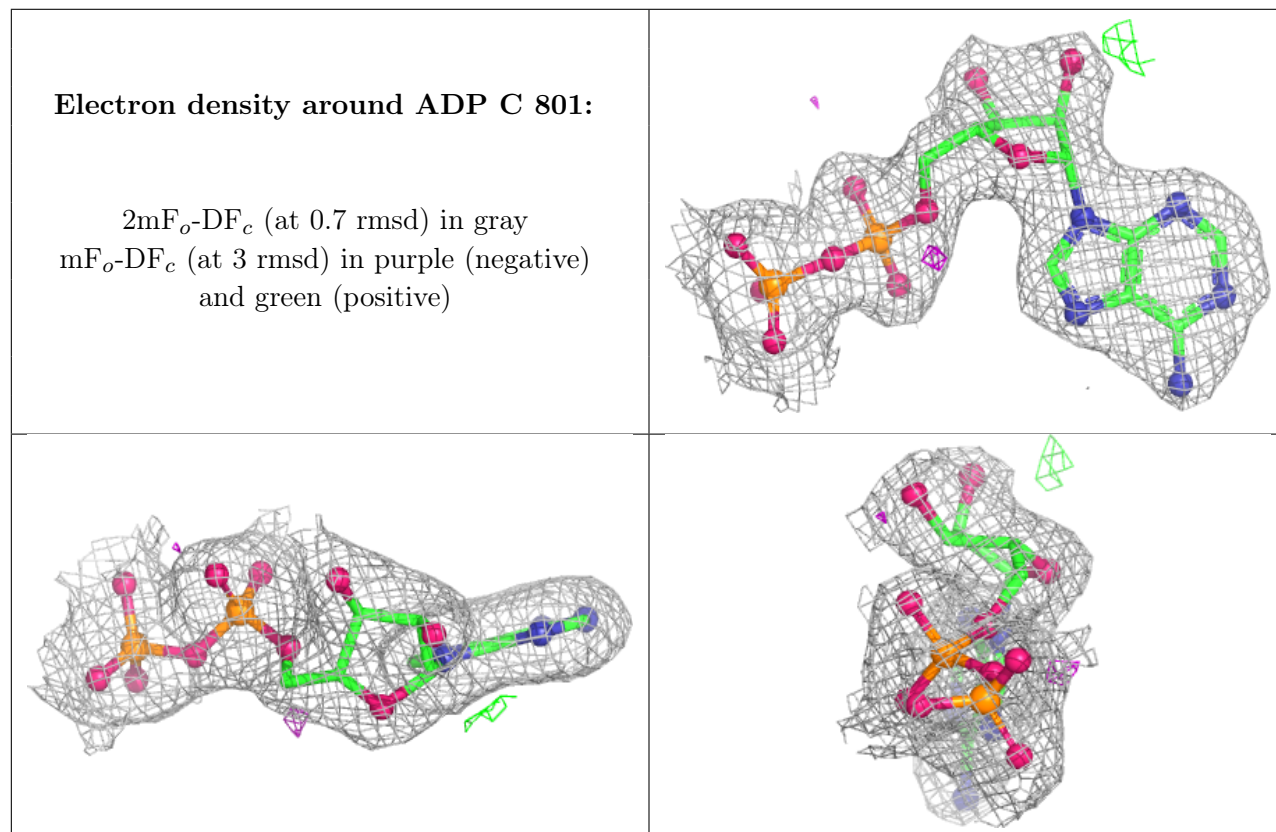 Electron density around ADP C 801:
2mFo-DFc (at 0.7 rmsd) in gray
mFo-DFc (at 3 rmsd) in purple (negative)
and green (positive)